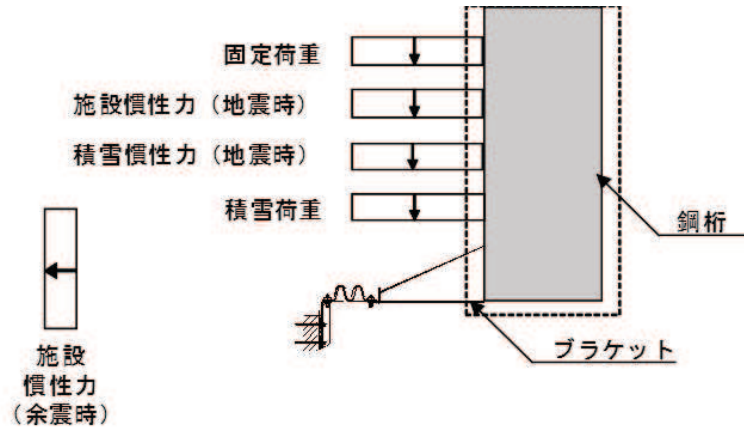 固定荷重
施設慣性力（地震時）
積雪慣性力（地震時）
積雪荷重
鋼桁
ブラケット
施設
慣性力
（余震時）